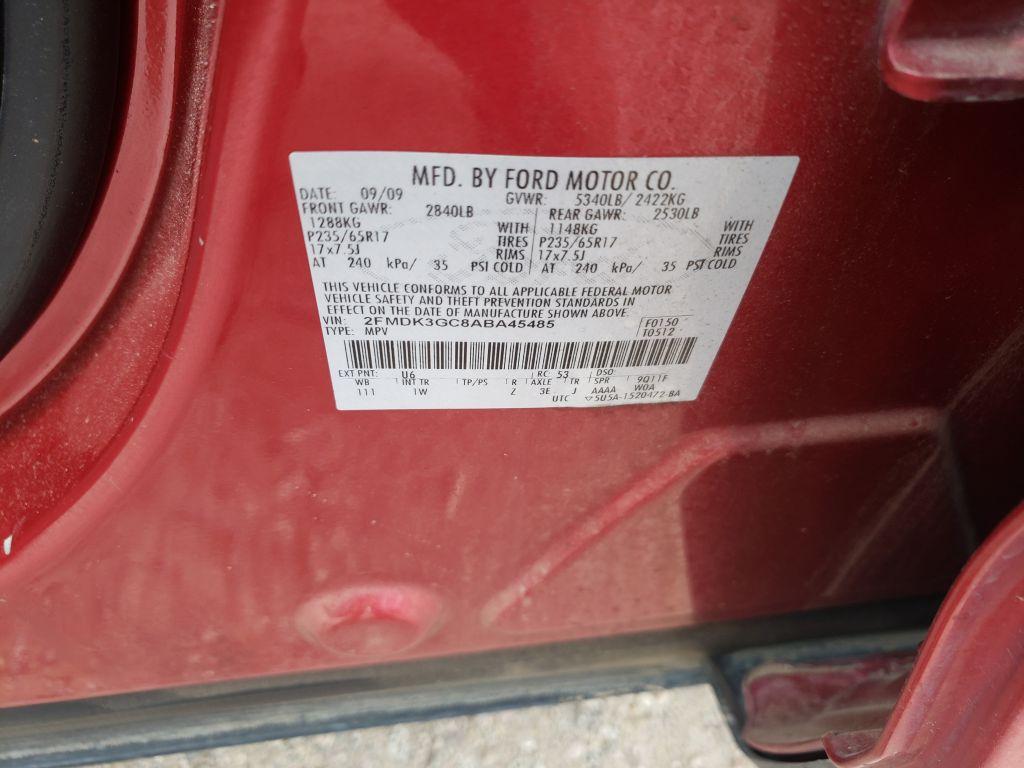 MFD. BY FORD MOTOR CO.
DATE: 09/09 GVWR: 5340LB/ 2422KG
FRONT GAWR: 2840LB REAR GAWR: 2530LB
1288KG WITH 1148KG WITH
P235/65R17 TIRES P235/65R17 TIRES
17x7.5J RIMS 17x7.5J RIMS
AT 240 kPa/ 35 PSI COLD AT 240 kPa/ 35 PSI COLD
THIS VEHICLE CONFORMS TO ALL APPLICABLE FEDERAL MOTOR
VEHICLE SAFETY AND THEFT PREVENTION STANDARDS IN
EFFECT ON THE DATE OF MANUFACTURE SHOWN ABOVE.
VIN: 2FMDK3GC8ABA45485 F0150
TYPE: MPV T0512
EXT PNT: U6 RC: 53 DSO:
WB INT TR TP/PS R AXLE TR SPR 9Q11F
111 1W Z 3E J AAAA W0A
UTC ▽5U5A-1520472-BA